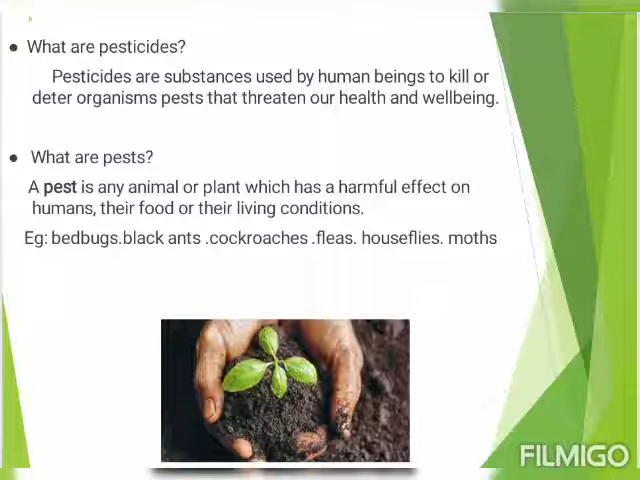 ● What are pesticides?
Pesticides are substances used by human beings to kill or
deter organisms pests that threaten our health and wellbeing.
● What are pests?
A pest is any animal or plant which has a harmful effect on
humans, their food or their living conditions.
Eg: bedbugs.black ants .cockroaches .fleas. houseflies. moths
FILMIGO